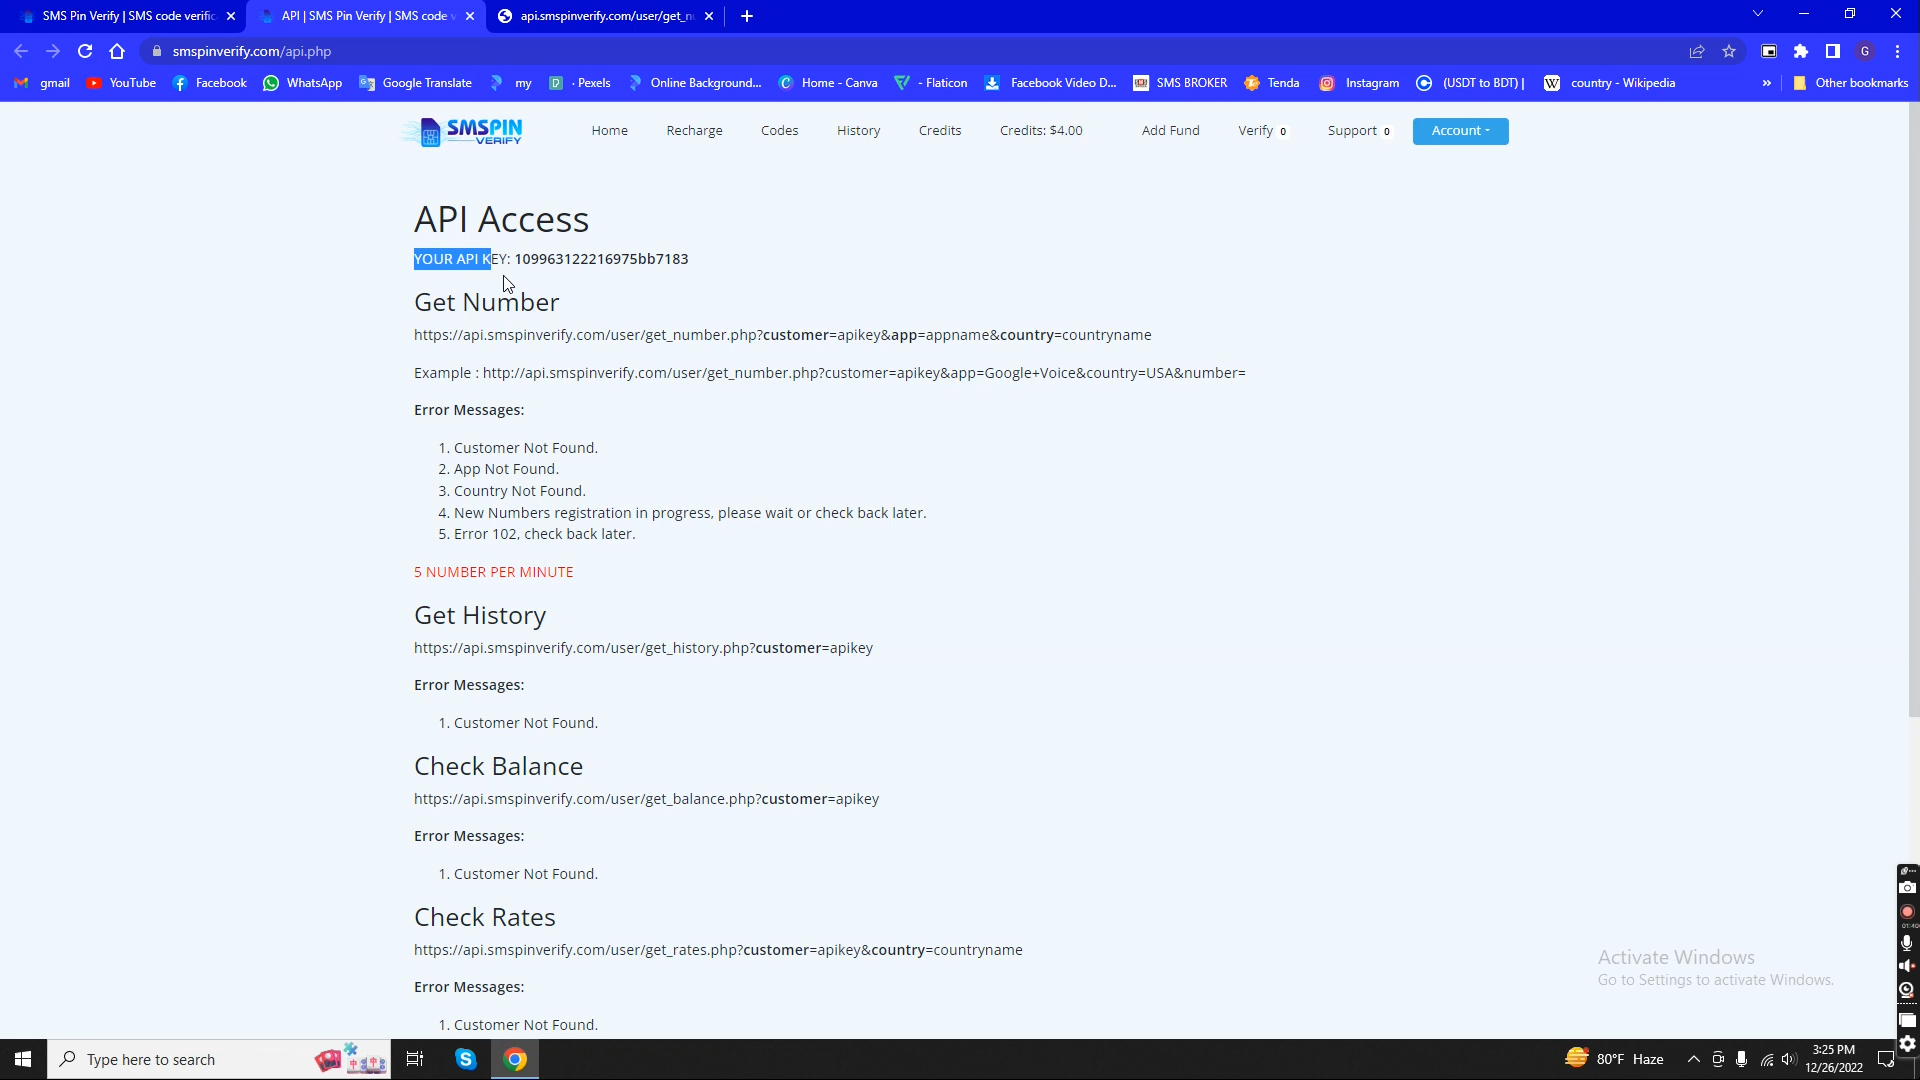 SMS Pin Verify | SMS code verific
API | SMS Pin Verify | SMS code v
api.smspinverify.com/user/get_n
smspinverify.com/api.php
G
gmail
YouTube
Facebook
WhatsApp
Google Translate
my
· Pexels
Online Background...
Home - Canva
- Flaticon
Facebook Video D...
SMS BROKER
Tenda
Instagram
(USDT to BDT) |
W country - Wikipedia
»
Other bookmarks
SMSPIN
VERIFY
Home
Recharge
Codes
History
Credits
Credits: $4.00
Add Fund
Verify 0
Support 0
Account
API Access
YOUR API KEY: 109963122216975bb7183
Get Number
https://api.smspinverify.com/user/get_number.php?customer=apikey&app=appname&country=countryname
Example : http://api.smspinverify.com/user/get_number.php?customer=apikey&app=Google+Voice&country=USA&number=
Error Messages:
1. Customer Not Found.
2. App Not Found.
3. Country Not Found.
4. New Numbers registration in progress, please wait or check back later.
5. Error 102, check back later.
5 NUMBER PER MINUTE
Get History
https://api.smspinverify.com/user/get_history.php?customer=apikey
Error Messages:
1. Customer Not Found.
Check Balance
https://api.smspinverify.com/user/get_balance.php?customer=apikey
Error Messages:
1. Customer Not Found.
Check Rates
https://api.smspinverify.com/user/get_rates.php?customer=apikey&country=countryname
Error Messages:
1. Customer Not Found.
Activate Windows
Go to Settings to activate Windows.
Type here to search
80°F Haze
3:25 PM
12/26/2022